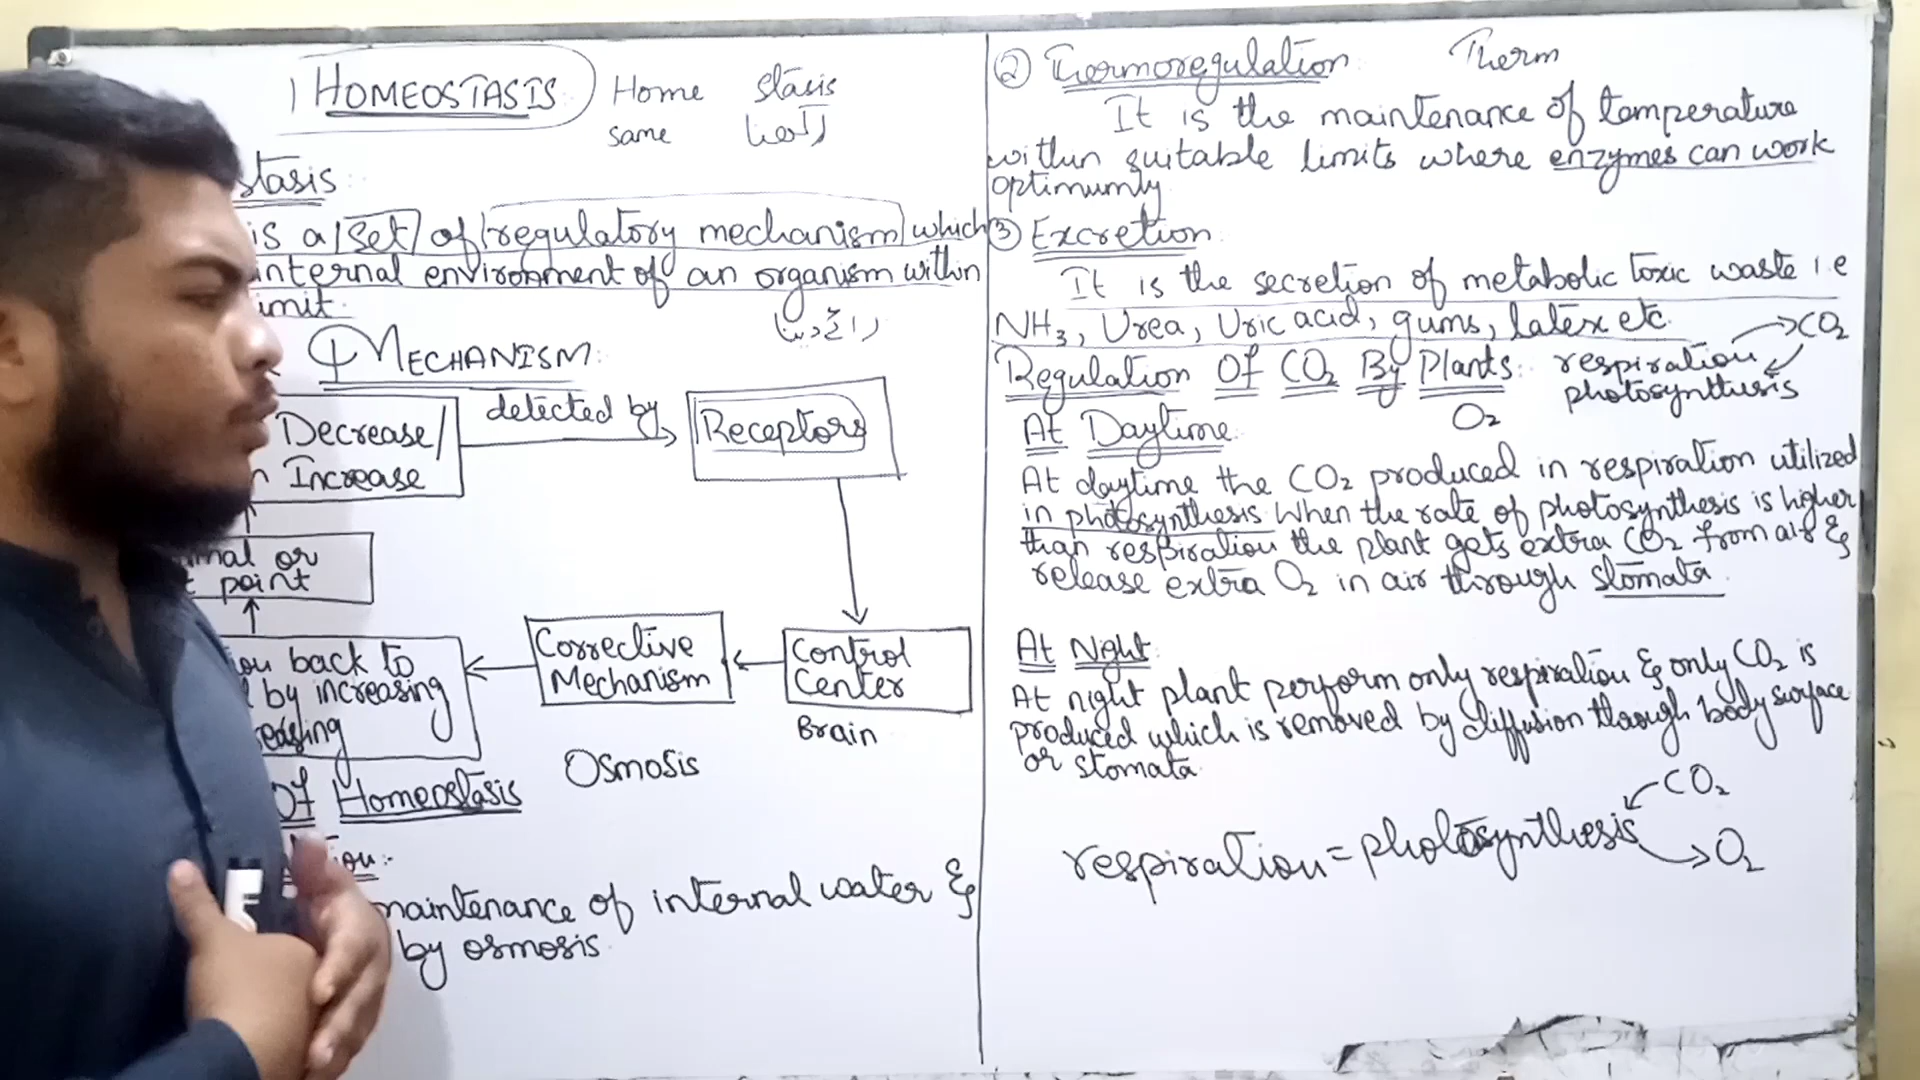 HOMEOSTASIS
Home stasis
same رکھنا
stasis
is a set of regulatory mechanism which
internal environment of an organism within
limit
MECHANISM:
Decrease/
Increase
detected by
Receptors
or
point
Control
Center
Brain
Corrective
Mechanism
back to
by increasing
Osmosis
Of Homeostasis
maintenance of internal water &
by osmosis.
② Thermoregulation Therm
It is the maintenance of temperature
within suitable limits where enzymes can work
optimumly
③ Excretion
It is the secretion of metabolic toxic waste i.e
NH3, Urea, Uric acid, gums, latex etc.
Regulation Of CO2 By Plants: respiration CO2
photosynthesis
O2
At Daytime
At daytime the CO2 produced in respiration utilized
in photosynthesis when the rate of photosynthesis is higher
than respiration the plant gets extra CO2 from air &
release extra O2 in air through stomata.
At Night
At night plant perform only respiration & only CO2 is
produced which is removed by diffusion through body surface
or stomata.
CO2
respiration = photosynthesis
O2